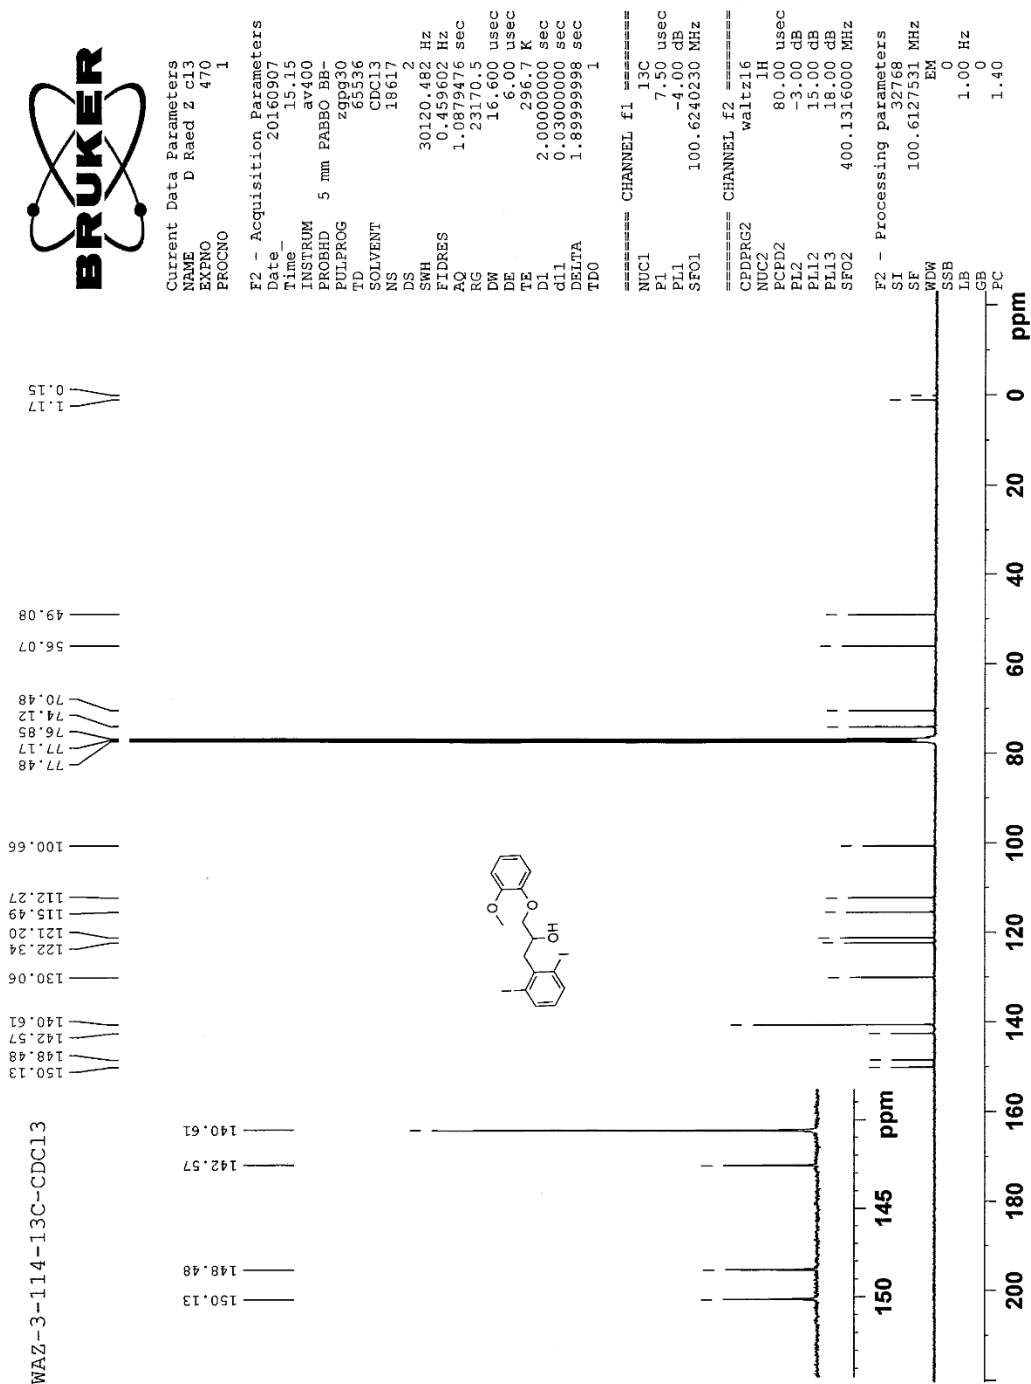 WAZ-3-114-13C-CDCl3
150.13
148.48
142.57
140.61
130.06
122.34
121.20
115.49
112.27
100.66
77.48
77.17
76.85
74.12
70.48
56.07
49.08
1.17
0.15
150.13
148.48
142.57
140.61
150
145
ppm
O
O
OH
I
I
200
180
160
140
120
100
80
60
40
20
0
ppm
BRUKER
Current Data Parameters
NAME D Raed Z c13
EXPNO 470
PROCNO 1
F2 - Acquisition Parameters
Date_ 20160907
Time 15.15
INSTRUM av400
PROBHD 5 mm PABBO BB-
PULPROG zgpg30
TD 65536
SOLVENT CDCl3
NS 18617
DS 2
SWH 30120.482 Hz
FIDRES 0.459602 Hz
AQ 1.0879476 sec
RG 23170.5
DW 16.600 usec
DE 6.00 usec
TE 296.7 K
D1 2.00000000 sec
d11 0.03000000 sec
DELTA 1.89999998 sec
TD0 1
======== CHANNEL f1 ========
NUC1 13C
P1 7.50 usec
PL1 -4.00 dB
SFO1 100.6240230 MHz
======== CHANNEL f2 ========
CPDPRG2 waltz16
NUC2 1H
PCPD2 80.00 usec
PL2 -3.00 dB
PL12 15.00 dB
PL13 18.00 dB
SFO2 400.1316000 MHz
F2 - Processing parameters
SI 32768
SF 100.6127531 MHz
WDW EM
SSB 0
LB 1.00 Hz
GB 0
PC 1.40